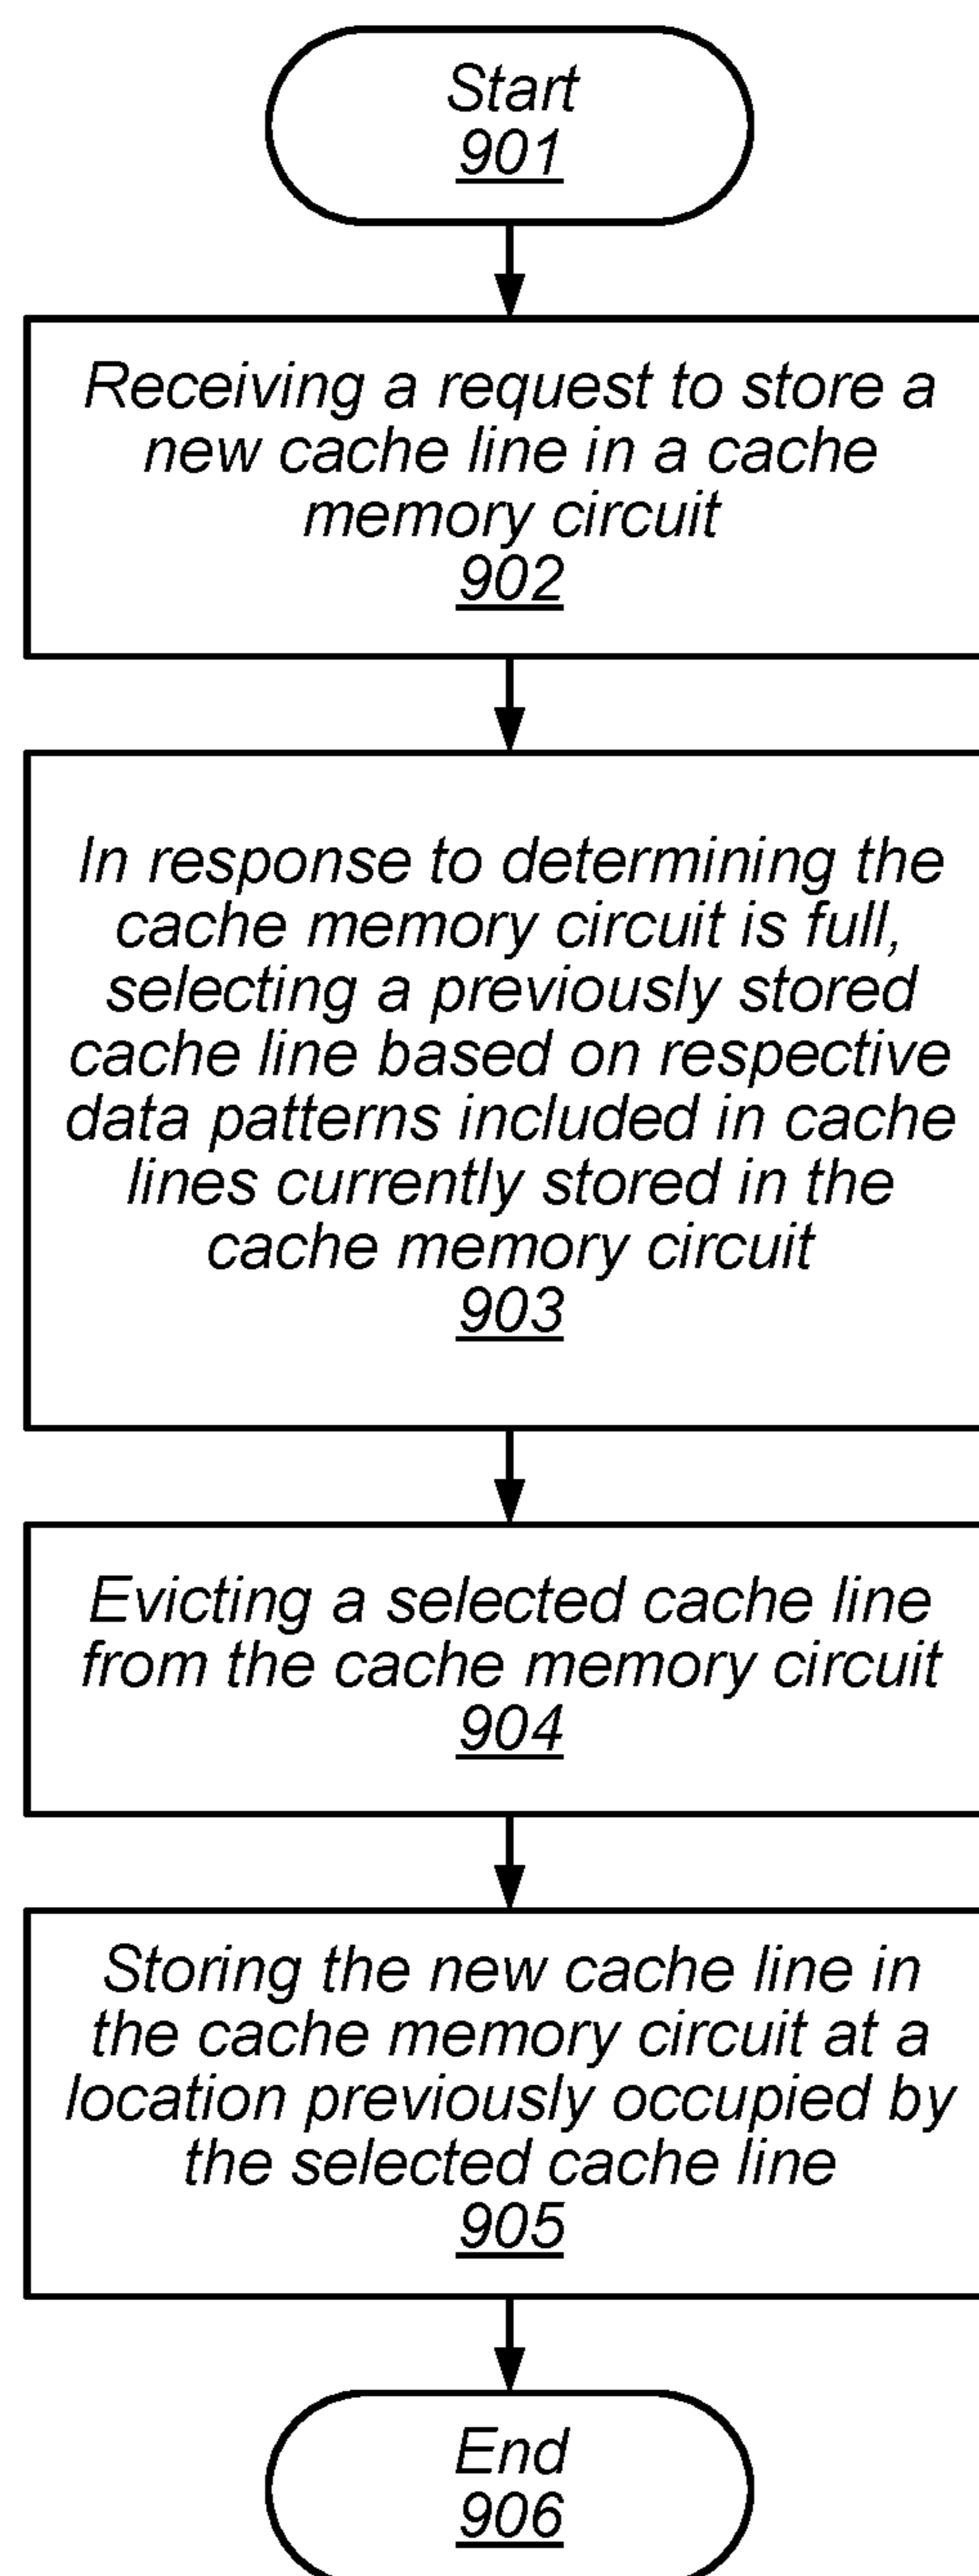 Start
901
Receiving a request to store a
new cache line in a cache
memory circuit
902
In response to determining the
cache memory circuit is full,
selecting a previously stored
cache line based on respective
data patterns included in cache
lines currently stored in the
cache memory circuit
903
Evicting a selected cache line
from the cache memory circuit
904
Storing the new cache line in
the cache memory circuit at a
location previously occupied by
the selected cache line
905
End
906